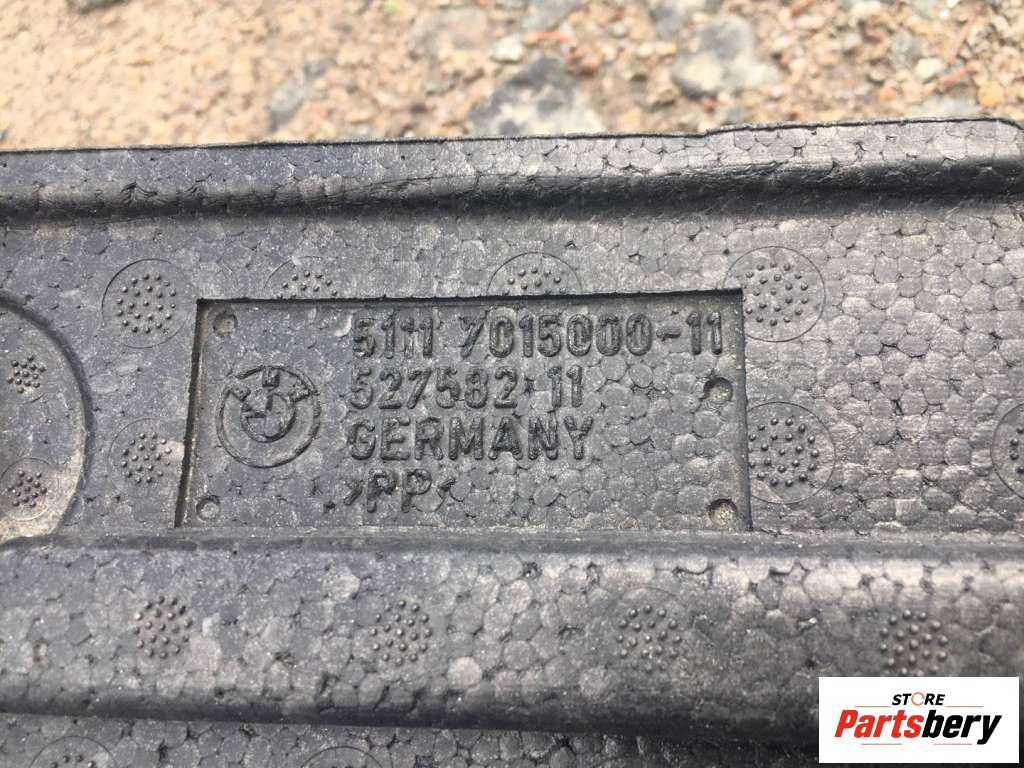 5111 7015000-11
527582 11
GERMANY
>PP<
STORE
Partsbery